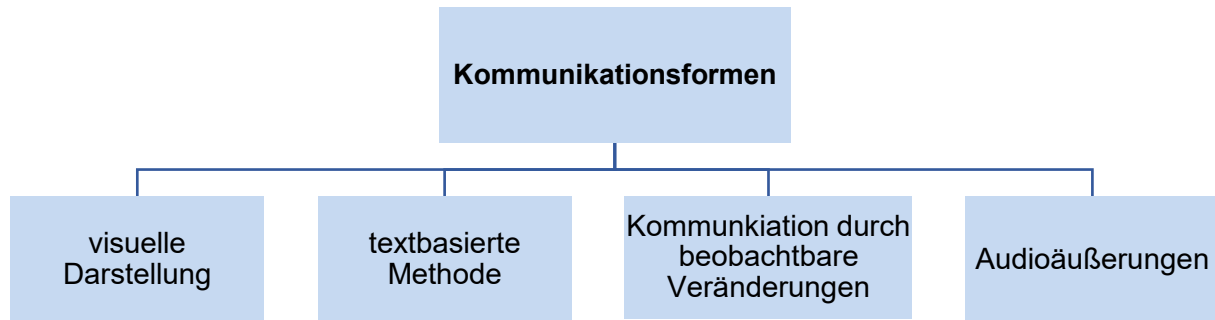 Kommunikationsformen
visuelle
Darstellung
textbasierte
Methode
Kommunkiation durch
beobachtbare
Veränderungen
Audioäußerungen